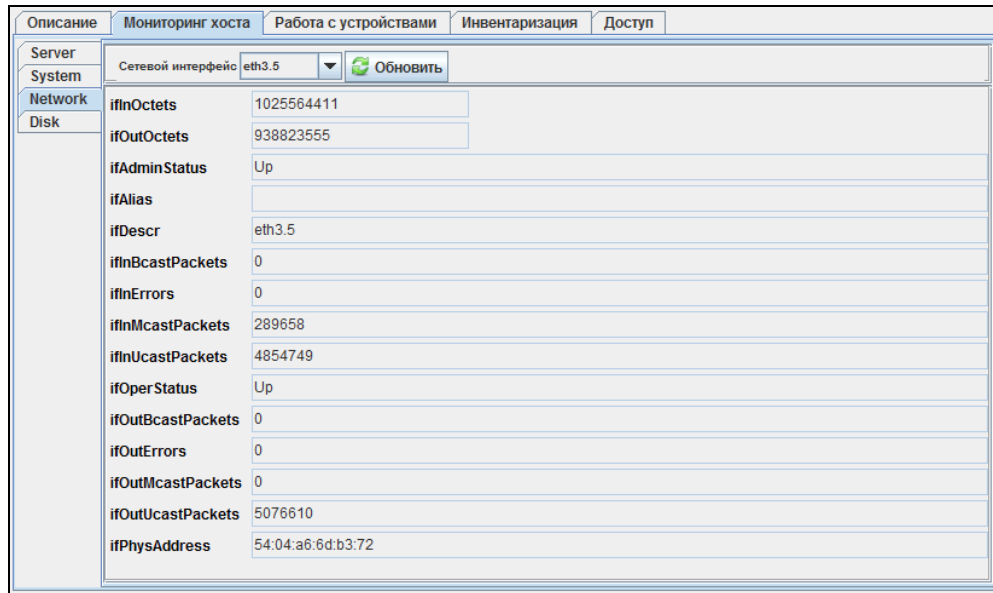 Описание Мониторинг хоста Работа с устройствами Инвентаризация Доступ
Server
System
Network
Disk
Сетевой интерфейс eth3.5 Обновить
ifInOctets 1025564411
ifOutOctets 938823555
ifAdminStatus Up
ifAlias
ifDescr eth3.5
ifInBcastPackets 0
ifInErrors 0
ifInMcastPackets 289658
ifInUcastPackets 4854749
ifOperStatus Up
ifOutBcastPackets 0
ifOutErrors 0
ifOutMcastPackets 0
ifOutUcastPackets 5076610
ifPhysAddress 54:04:a6:6d:b3:72